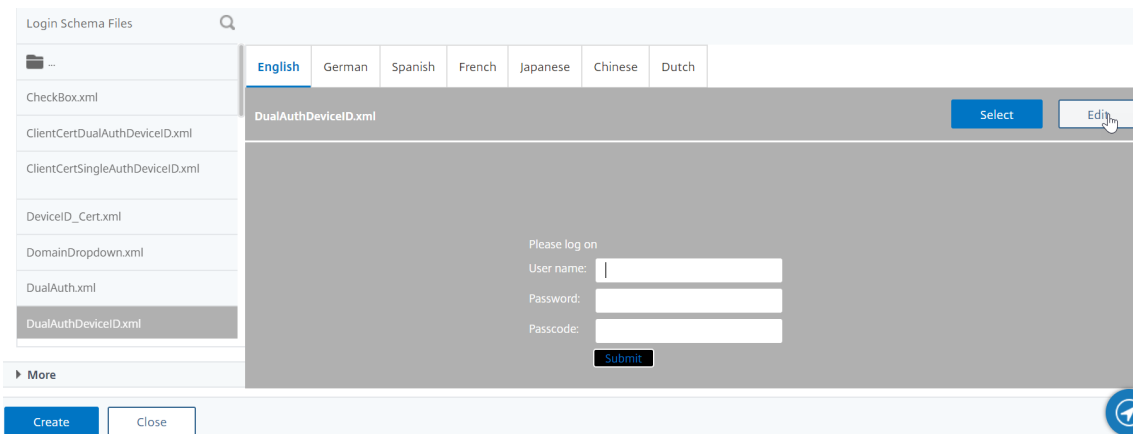 Login Schema Files
...
English German Spanish French Japanese Chinese Dutch
CheckBox.xml
ClientCertDualAuthDeviceID.xml
ClientCertSingleAuthDeviceID.xml
DeviceID_Cert.xml
DomainDropdown.xml
DualAuth.xml
DualAuthDeviceID.xml
DualAuthDeviceID.xml
Select
Edit
Please log on
User name:
Password:
Passcode:
Submit
More
Create
Close